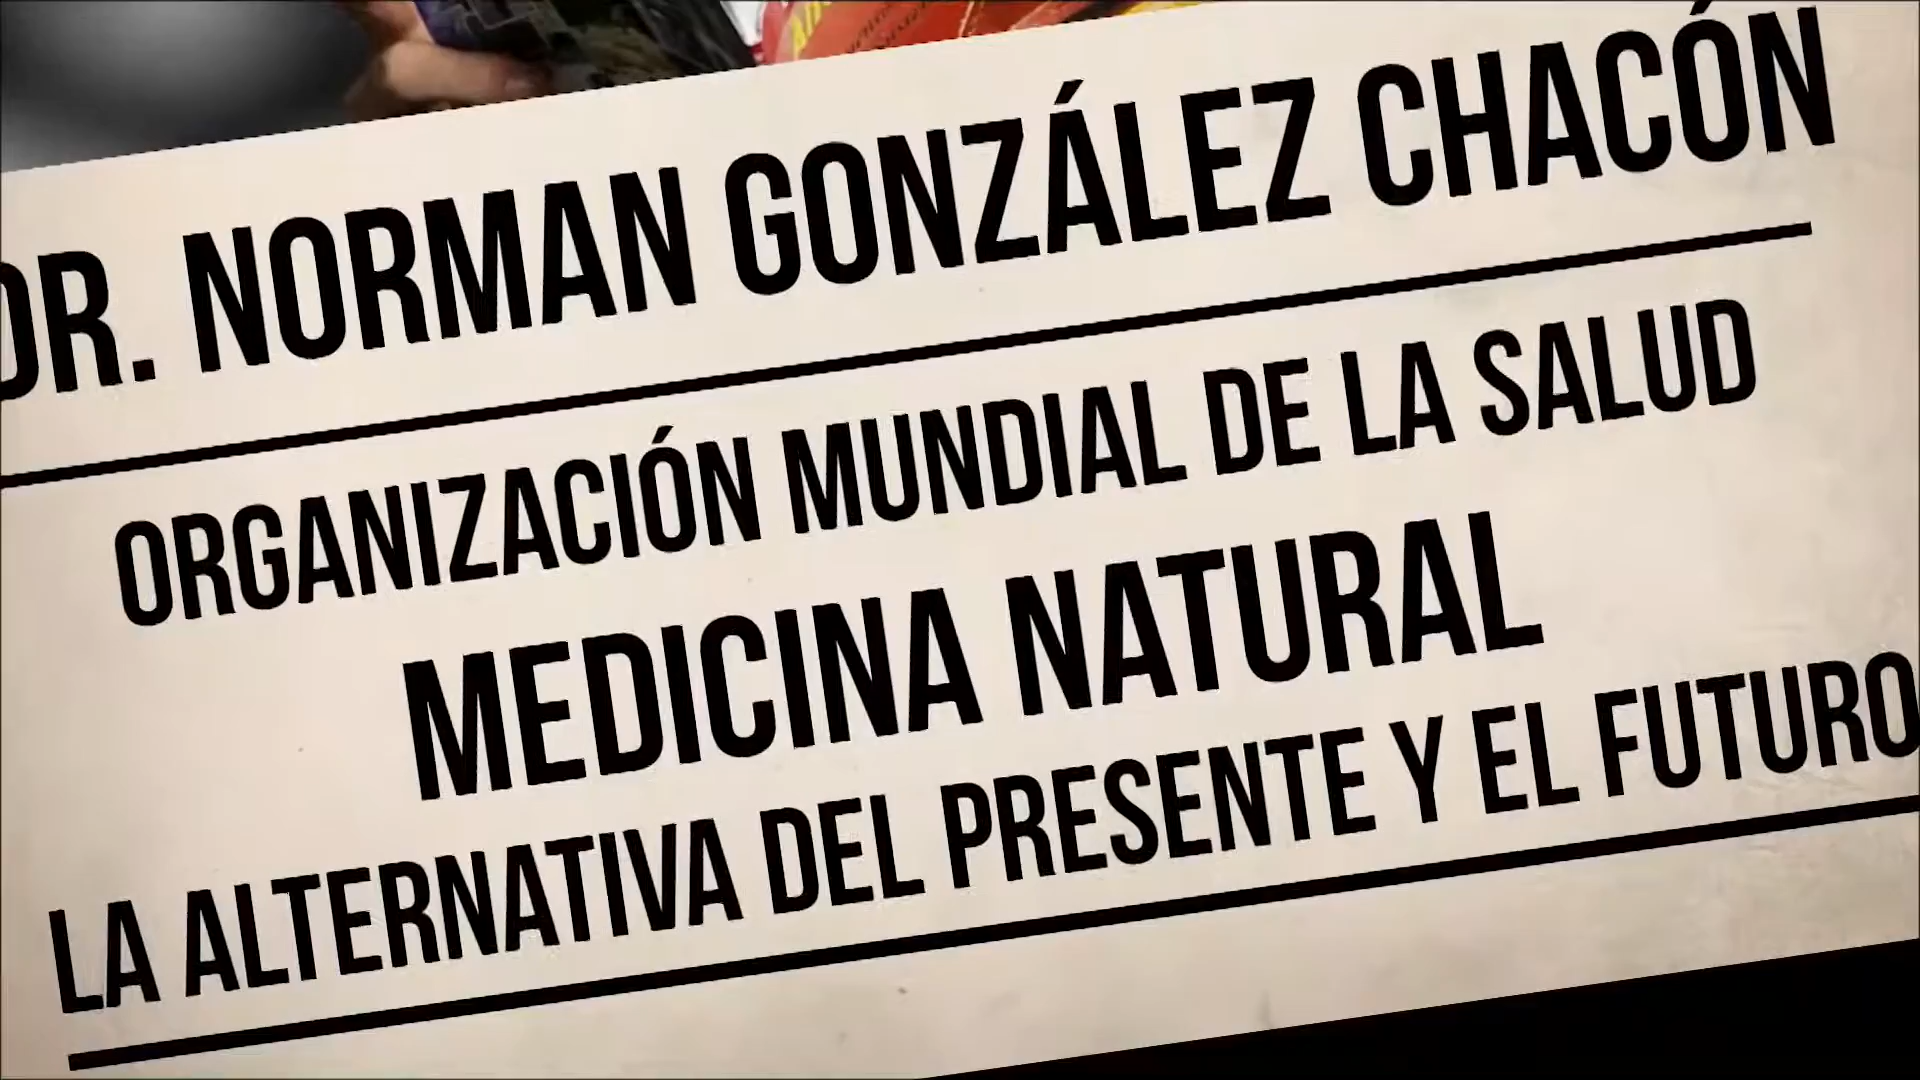 DR. NORMAN GONZÁLEZ CHACÓN
ORGANIZACIÓN MUNDIAL DE LA SALUD
MEDICINA NATURAL
LA ALTERNATIVA DEL PRESENTE Y EL FUTURO